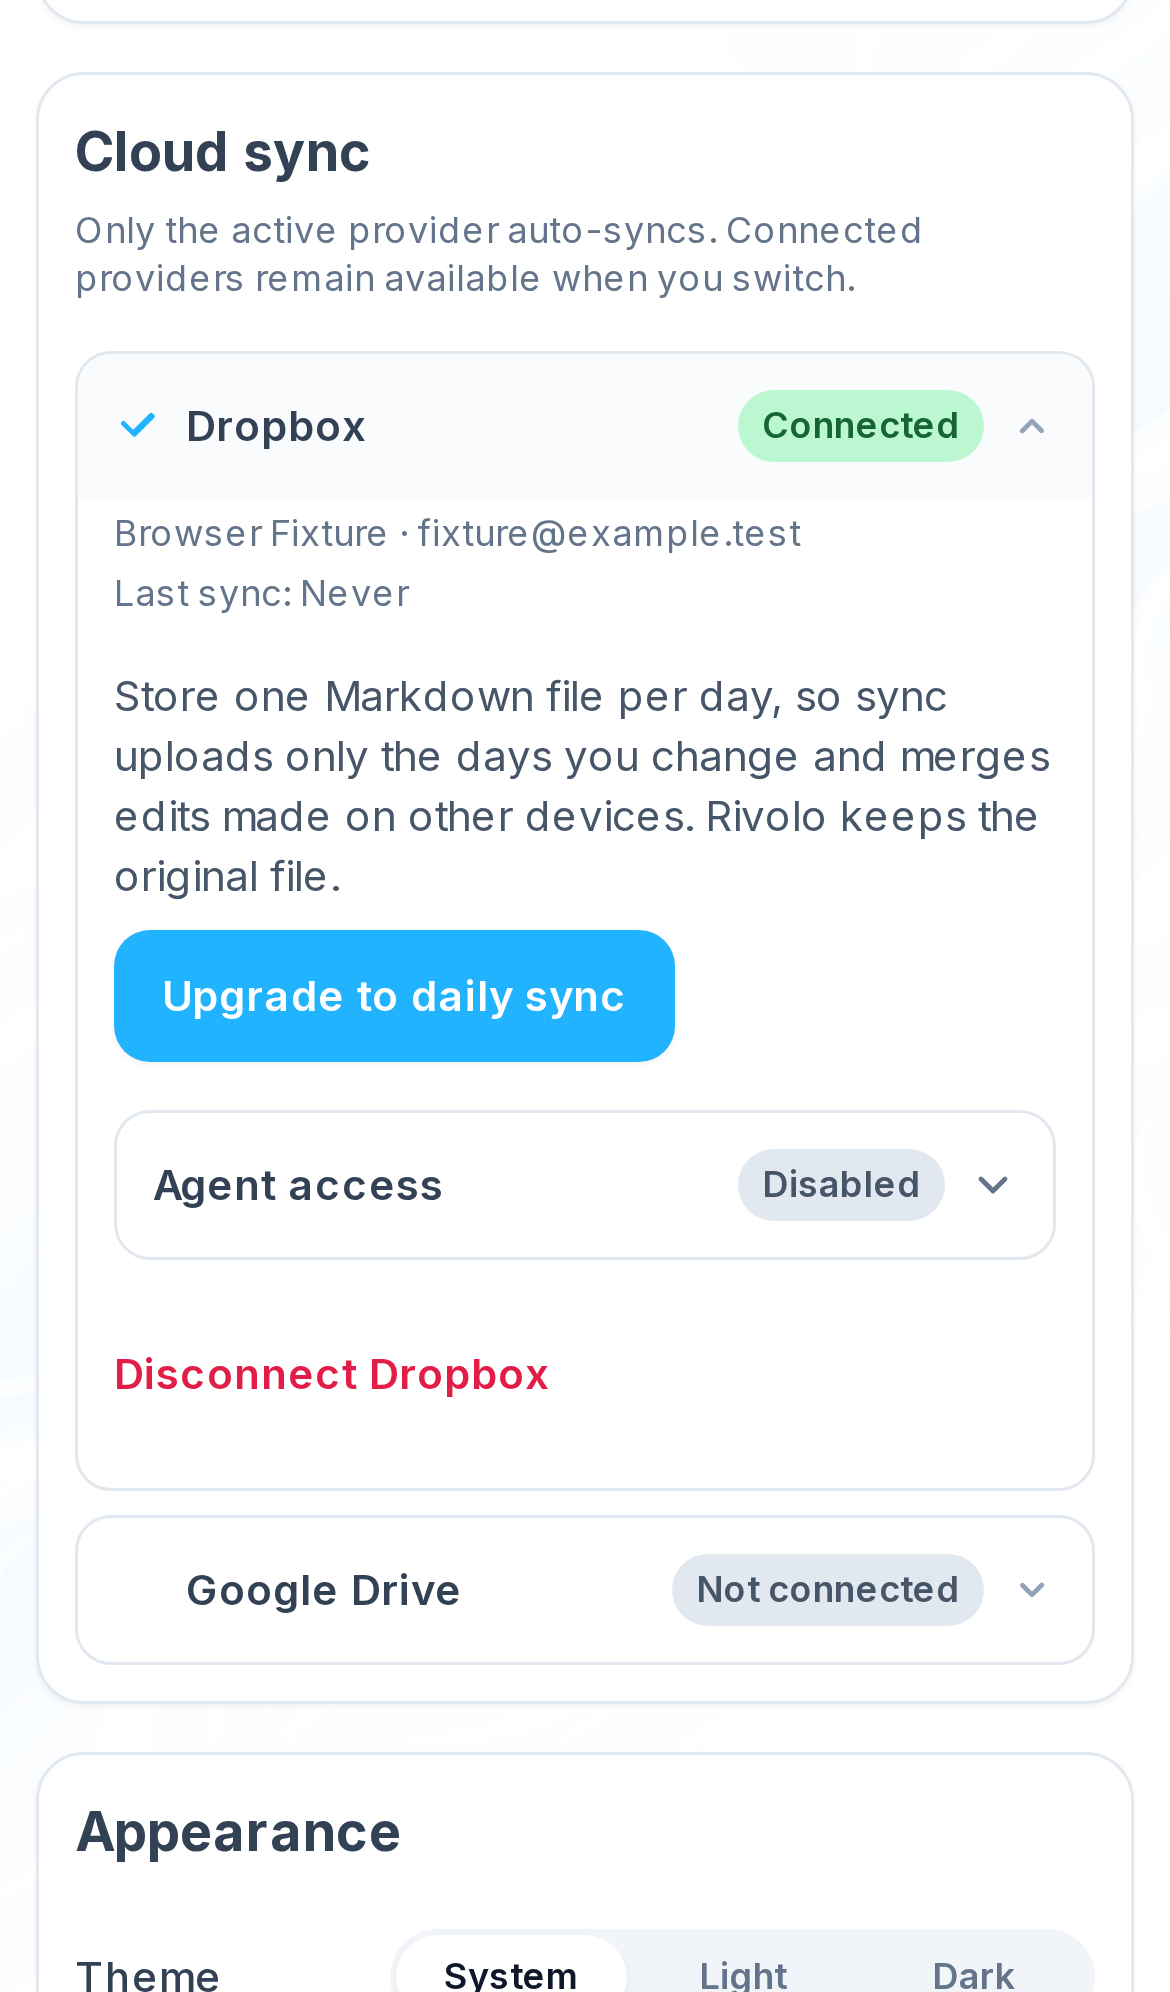 Cloud sync
Only the active provider auto-syncs. Connected
providers remain available when you switch.
Dropbox
Connected
Browser Fixture · fixture@example.test
Last sync: Never
Store one Markdown file per day, so sync
uploads only the days you change and merges
edits made on other devices. Rivolo keeps the
original file.
Upgrade to daily sync
Agent access
Disabled
Disconnect Dropbox
Google Drive
Not connected
Appearance
Theme
System
Light
Dark